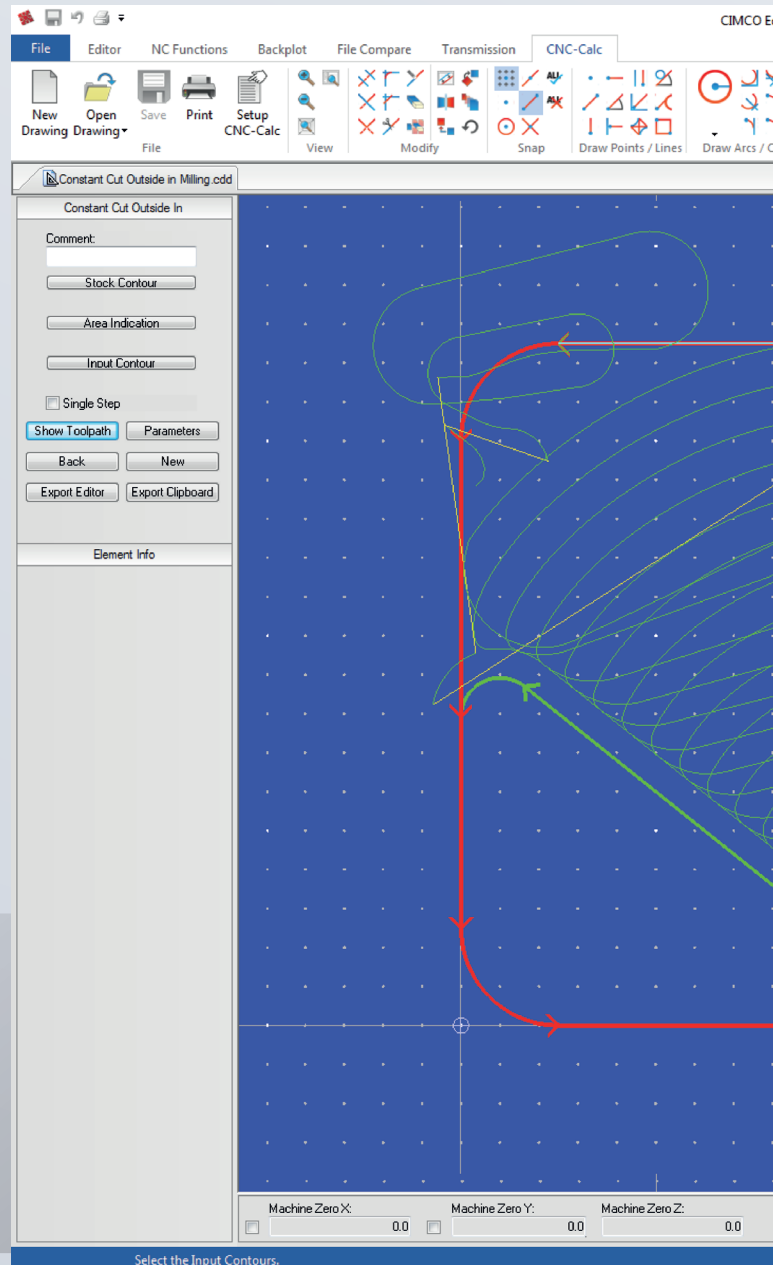 CIMCO Ed
File Editor NC Functions Backplot File Compare Transmission CNC-Calc
New Drawing
Open Drawing
Save
Print
Setup CNC-Calc
ALL
ALL
File View Modify Snap Draw Points / Lines Draw Arcs / C
Constant Cut Outside in Milling.cdd
Constant Cut Outside In
Comment:
Stock Contour
Area Indication
Input Contour
Single Step
Show Toolpath Parameters
Back New
Export Editor Export Clipboard
Element Info
Machine Zero X: Machine Zero Y: Machine Zero Z:
0.0 0.0 0.0
Select the Input Contours.